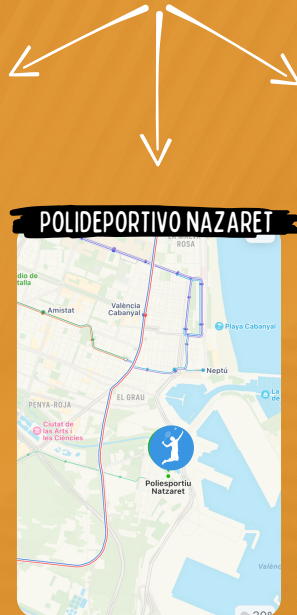 POLIDEPORTIVO NAZARET
ROSA
Amistat
València
Cabanyal
Playa Cabanyal
Neptú
PENYA-ROJA
EL GRAU
Ciutat de
las Arts i
les Ciències
Poliesportiu
Natzaret